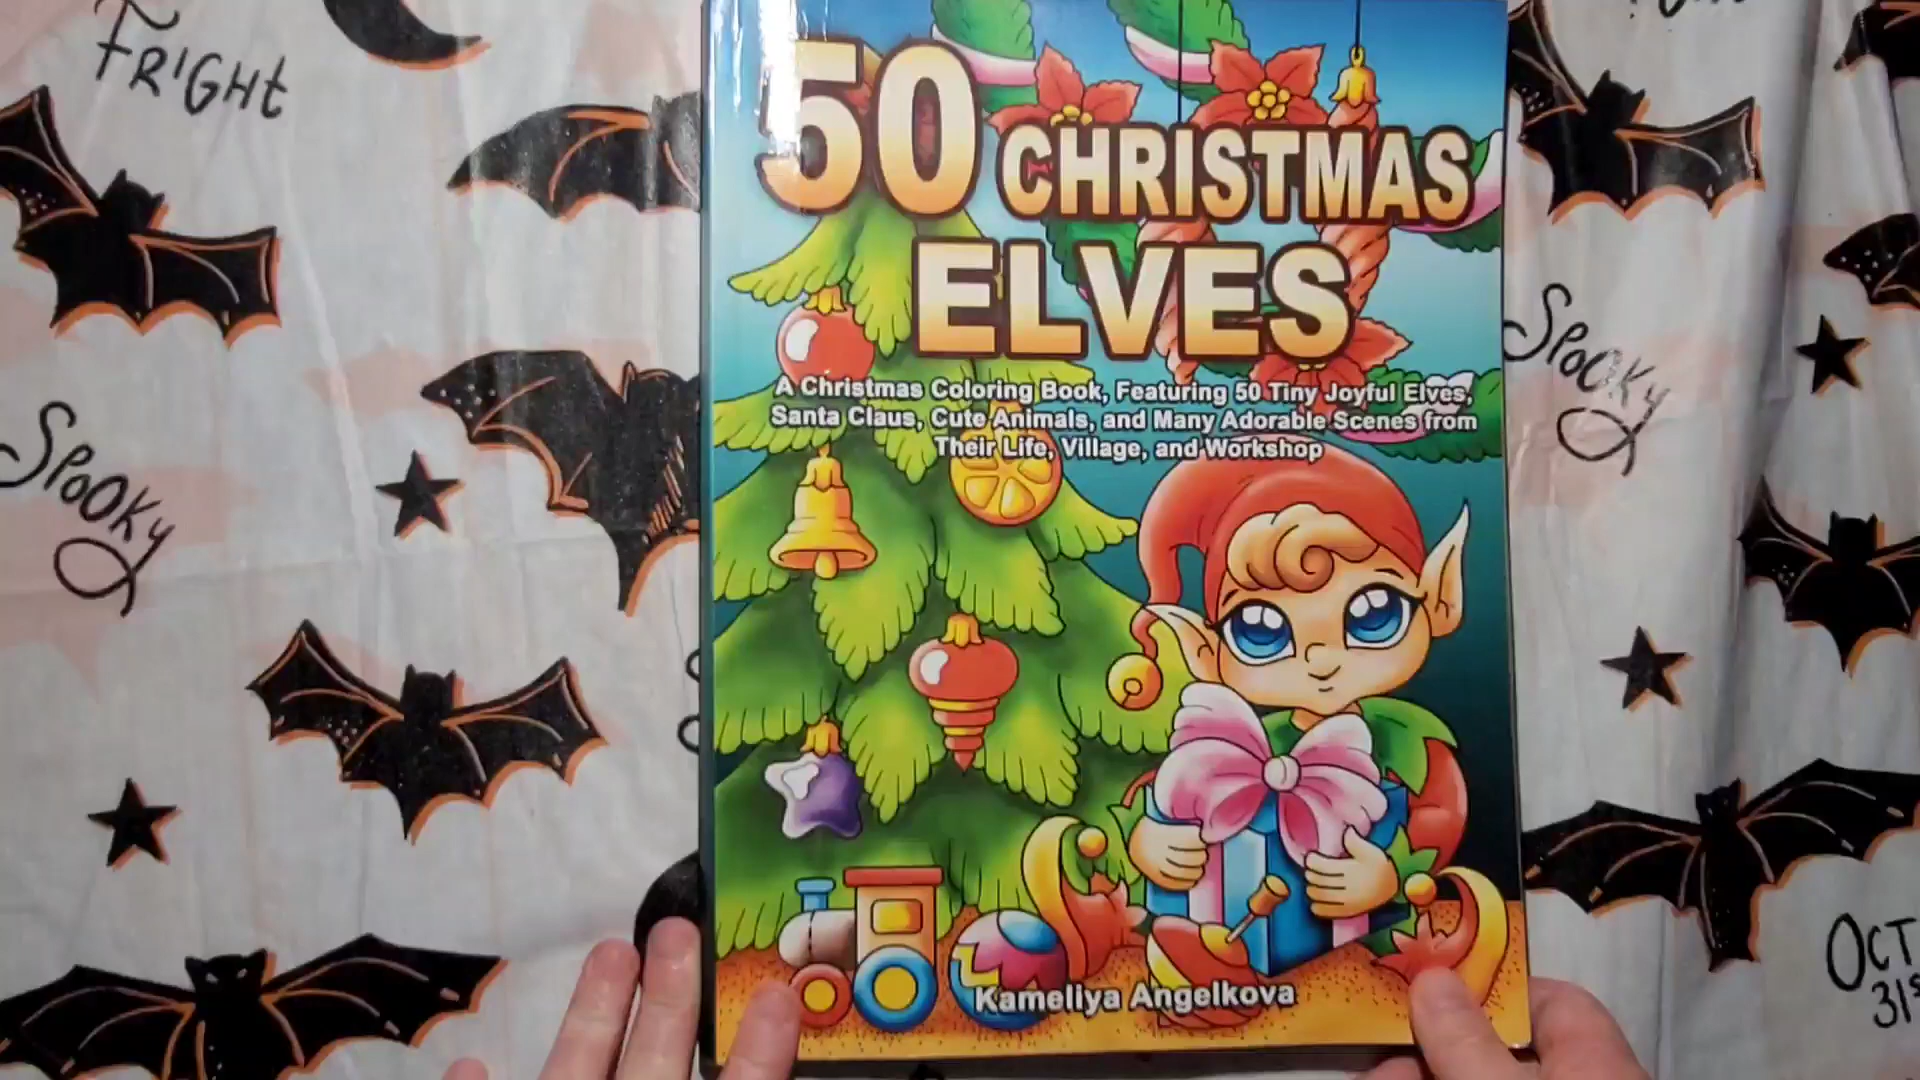 FRIGHT
SPOOKY
50 CHRISTMAS
ELVES
A Christmas Coloring Book, Featuring 50 Tiny Joyful Elves,
Santa Claus, Cute Animals, and Many Adorable Scenes from
Their Life, Village, and Workshop
Kameliya Angelkova
SPOOKY
OCT
31st